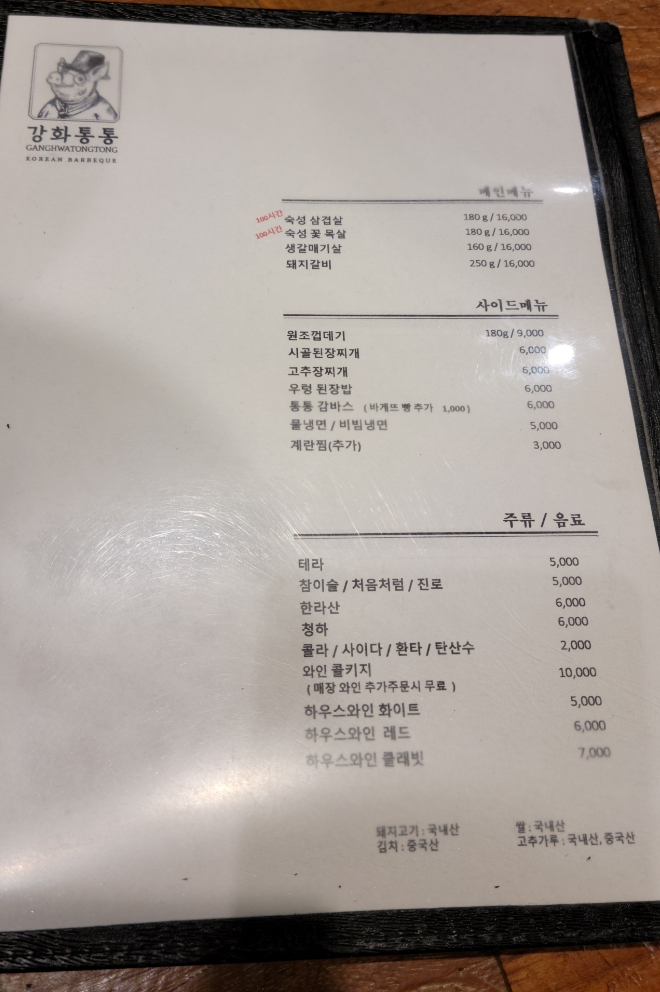 강화통통
GANGHWATONGTONG
KOREAN BARBEQUE
메인메뉴
100시간 숙성 삼겹살 180 g / 16,000
100시간 숙성 꽃 목살 180 g / 16,000
생갈매기살 160 g / 16,000
돼지갈비 250 g / 16,000
사이드메뉴
원조껍데기 180g / 9,000
시골된장찌개 6,000
고추장찌개 6,000
우렁 된장밥 6,000
통통 감바스 ( 바게뜨 빵 추가 1,000 ) 6,000
물냉면 / 비빔냉면 5,000
계란찜(추가) 3,000
주류 / 음료
테라 5,000
참이슬 / 처음처럼 / 진로 5,000
한라산 6,000
청하 6,000
콜라 / 사이다 / 환타 / 탄산수 2,000
와인 콜키지 10,000
( 매장 와인 추가주문시 무료 )
하우스와인 화이트 5,000
하우스와인 레드 6,000
하우스와인 클래빗 7,000
돼지고기 : 국내산 쌀 : 국내산
김치 : 중국산 고추가루 : 국내산, 중국산